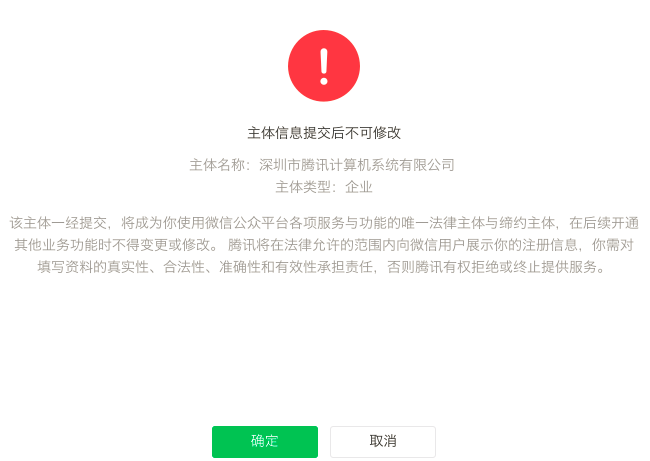 主体信息提交后不可修改
主体名称：深圳市腾讯计算机系统有限公司
主体类型：企业
该主体一经提交，将成为你使用微信公众平台各项服务与功能的唯一法律主体与缔约主体，在后续开通
其他业务功能时不得变更或修改。 腾讯将在法律允许的范围内向微信用户展示你的注册信息，你需对
填写资料的真实性、合法性、准确性和有效性承担责任，否则腾讯有权拒绝或终止提供服务。
确定
取消